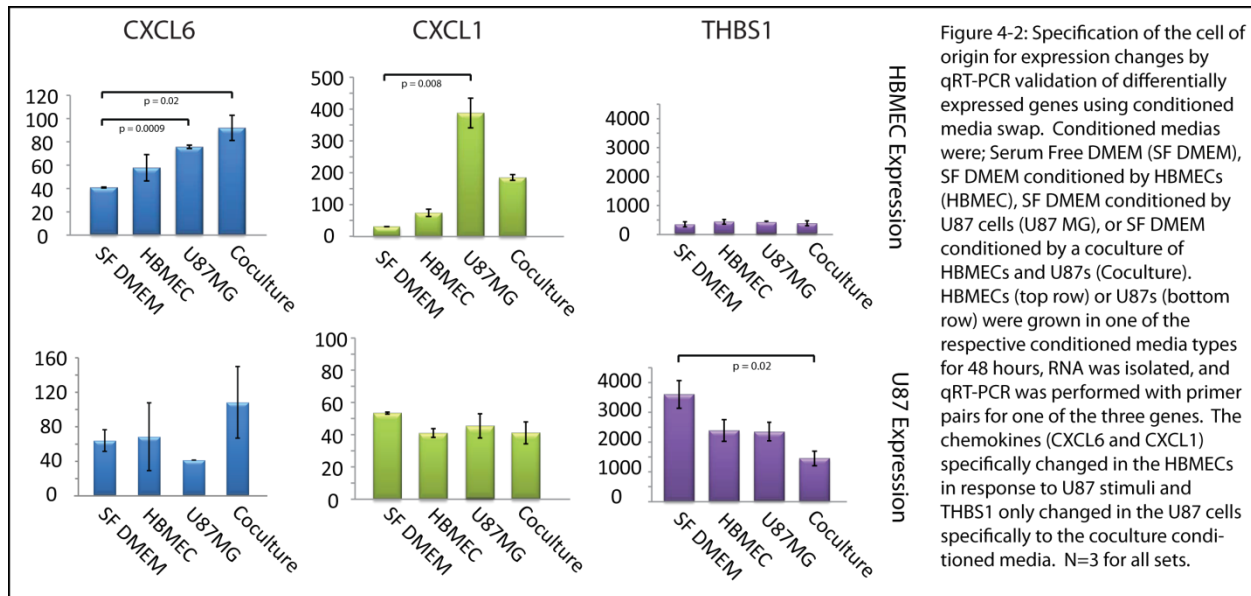 CXCL6
CXCL1
THBS1
120
100
80
60
40
20
0
p = 0.02
p = 0.0009
SF DMEM
HBMEC
U87MG
Coculture
500
400
300
200
100
0
p = 0.008
SF DMEM
HBMEC
U87MG
Coculture
4000
3000
2000
1000
0
SF DMEM
HBMEC
U87MG
Coculture
HBMEC Expression
160
120
80
40
0
SF DMEM
HBMEC
U87MG
Coculture
100
80
60
40
20
0
SF DMEM
HBMEC
U87MG
Coculture
4000
3000
2000
1000
0
p = 0.02
SF DMEM
HBMEC
U87MG
Coculture
U87 Expression
Figure 4-2: Specification of the cell of
origin for expression changes by
qRT-PCR validation of differentially
expressed genes using conditioned
media swap. Conditioned medias
were; Serum Free DMEM (SF DMEM),
SF DMEM conditioned by HBMECs
(HBMEC), SF DMEM conditioned by
U87 cells (U87 MG), or SF DMEM
conditioned by a coculture of
HBMECs and U87s (Coculture).
HBMECs (top row) or U87s (bottom
row) were grown in one of the
respective conditioned media types
for 48 hours, RNA was isolated, and
qRT-PCR was performed with primer
pairs for one of the three genes. The
chemokines (CXCL6 and CXCL1)
specifically changed in the HBMECs
in response to U87 stimuli and
THBS1 only changed in the U87 cells
specifically to the coculture condi-
tioned media. N=3 for all sets.